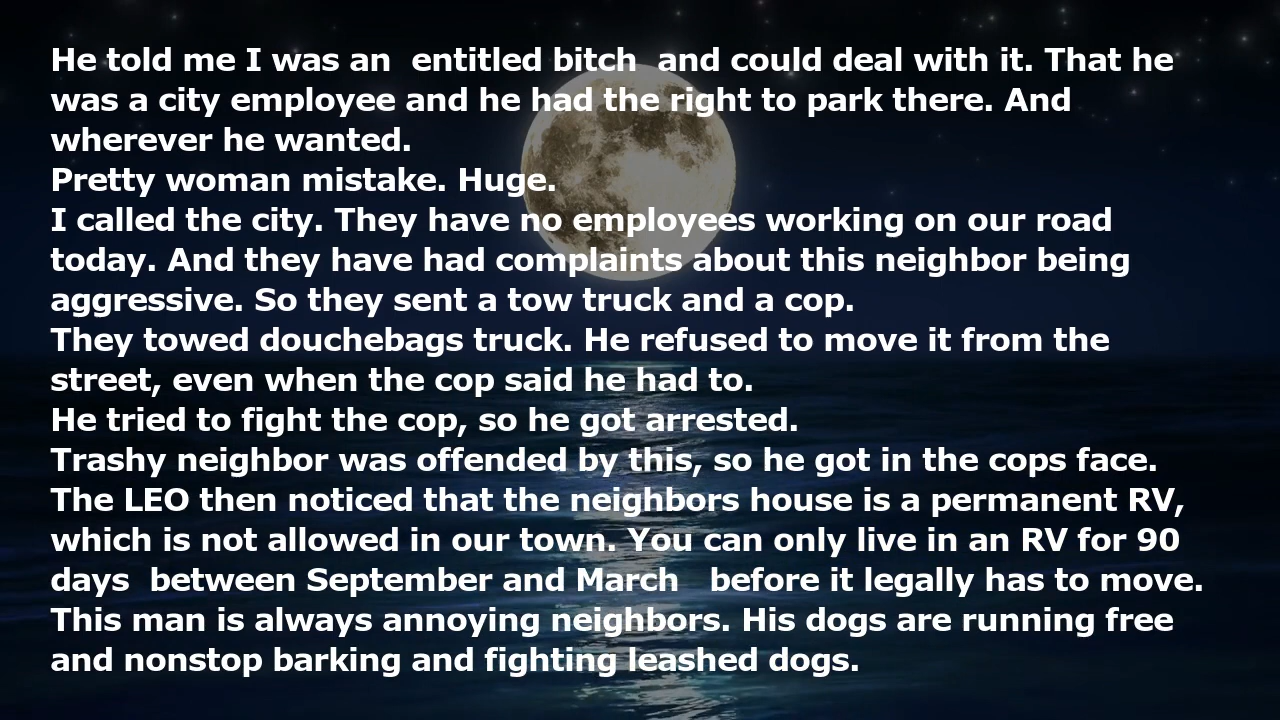 He told me I was an  entitled bitch  and could deal with it. That he
was a city employee and he had the right to park there. And
wherever he wanted.
Pretty woman mistake. Huge.
I called the city. They have no employees working on our road
today. And they have had complaints about this neighbor being
aggressive. So they sent a tow truck and a cop.
They towed douchebags truck. He refused to move it from the
street, even when the cop said he had to.
He tried to fight the cop, so he got arrested.
Trashy neighbor was offended by this, so he got in the cops face.
The LEO then noticed that the neighbors house is a permanent RV,
which is not allowed in our town. You can only live in an RV for 90
days  between September and March   before it legally has to move.
This man is always annoying neighbors. His dogs are running free
and nonstop barking and fighting leashed dogs.